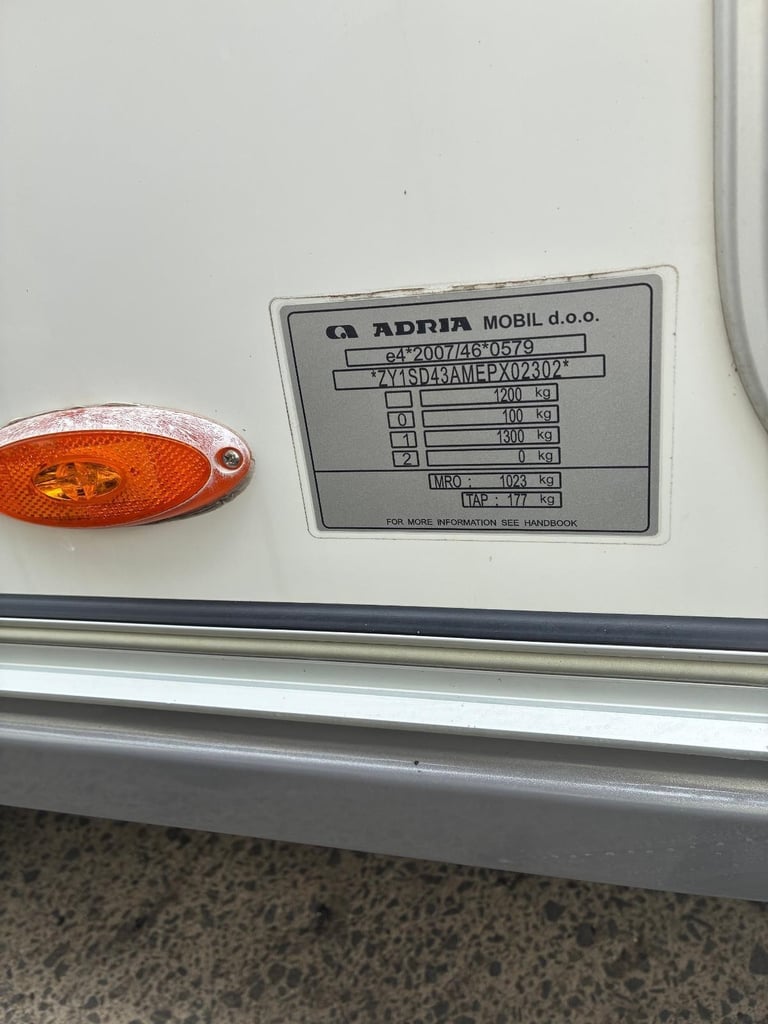 ADRIA MOBIL d.o.o.
e4*2007/46*0579
*ZY1SD43AMEPX02302*
1200 kg
0 100 kg
1 1300 kg
2 0 kg
MRO : 1023 kg
TAP : 177 kg
FOR MORE INFORMATION SEE HANDBOOK